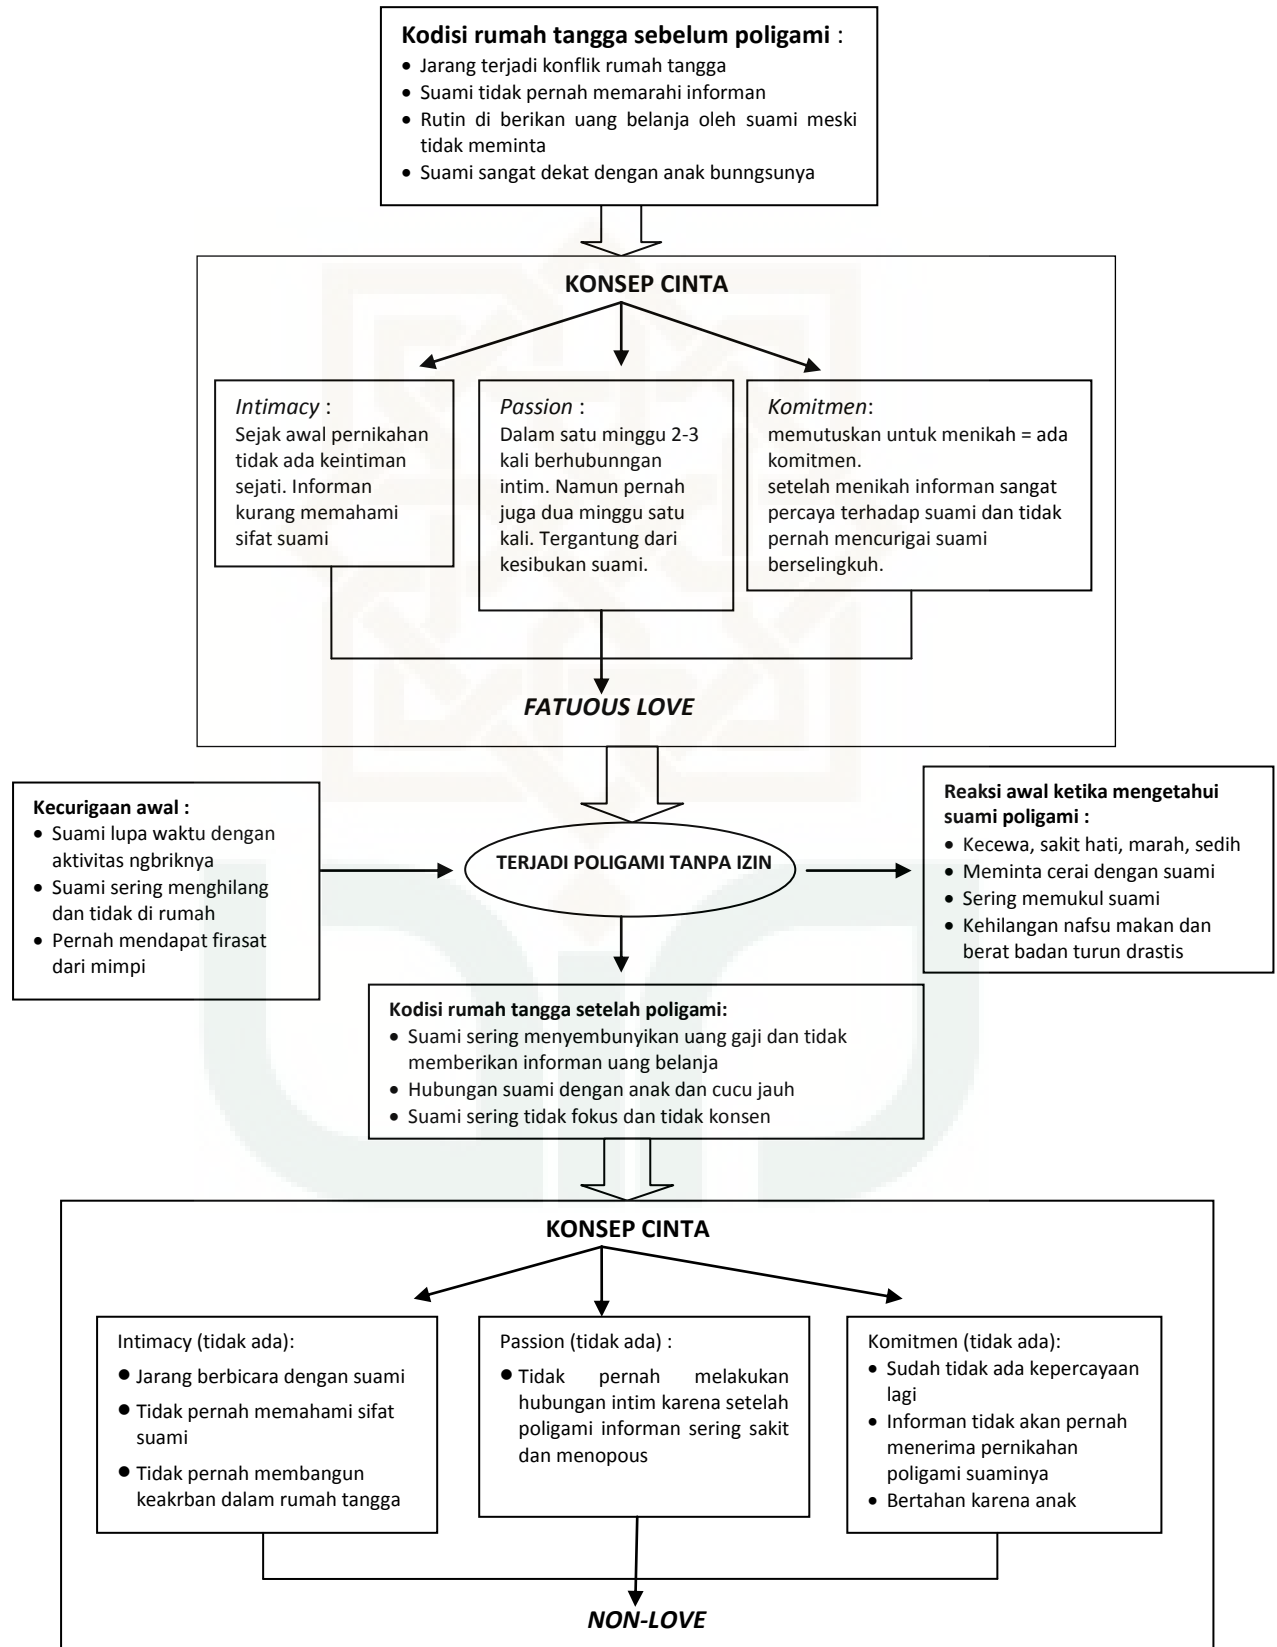 Kodisi rumah tangga sebelum poligami :
• Jarang terjadi konflik rumah tangga
• Suami tidak pernah memarahi informan
• Rutin di berikan uang belanja oleh suami meski
tidak meminta
• Suami sangat dekat dengan anak bunngsunya
KONSEP CINTA
Intimacy :
Sejak awal pernikahan
tidak ada keintiman
sejati. Informan
kurang memahami
sifat suami
Passion :
Dalam satu minggu 2-3
kali berhubunngan
intim. Namun pernah
juga dua minggu satu
kali. Tergantung dari
kesibukan suami.
Komitmen:
memutuskan untuk menikah = ada
komitmen.
setelah menikah informan sangat
percaya terhadap suami dan tidak
pernah mencurigai suami
berselingkuh.
FATUOUS LOVE
Kecurigaan awal :
• Suami lupa waktu dengan
aktivitas ngbriknya
• Suami sering menghilang
dan tidak di rumah
• Pernah mendapat firasat
dari mimpi
TERJADI POLIGAMI TANPA IZIN
Reaksi awal ketika mengetahui
suami poligami :
• Kecewa, sakit hati, marah, sedih
• Meminta cerai dengan suami
• Sering memukul suami
• Kehilangan nafsu makan dan
berat badan turun drastis
Kodisi rumah tangga setelah poligami:
• Suami sering menyembunyikan uang gaji dan tidak
memberikan informan uang belanja
• Hubungan suami dengan anak dan cucu jauh
• Suami sering tidak fokus dan tidak konsen
KONSEP CINTA
Intimacy (tidak ada):
• Jarang berbicara dengan suami
• Tidak pernah memahami sifat
suami
• Tidak pernah membangun
keakrban dalam rumah tangga
Passion (tidak ada) :
• Tidak pernah melakukan
hubungan intim karena setelah
poligami informan sering sakit
dan menopous
Komitmen (tidak ada):
• Sudah tidak ada kepercayaan
lagi
• Informan tidak akan pernah
menerima pernikahan
poligami suaminya
• Bertahan karena anak
NON-LOVE